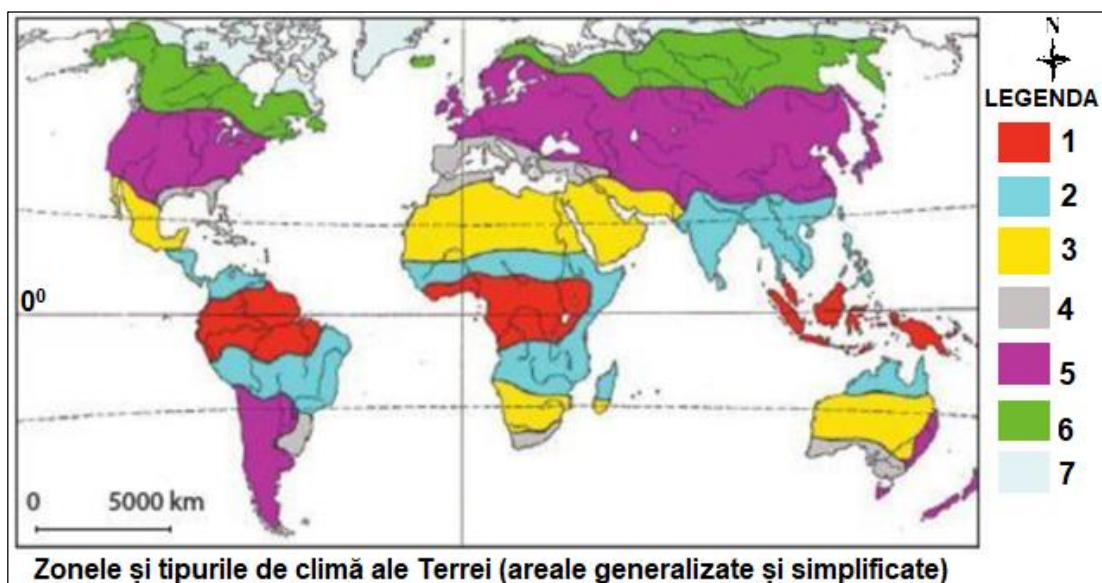 N
LEGENDA
1
2
3
4
5
6
7
0⁰
0 5000 km
Zonele și tipurile de climă ale Terrei (areale generalizate și simplificate)